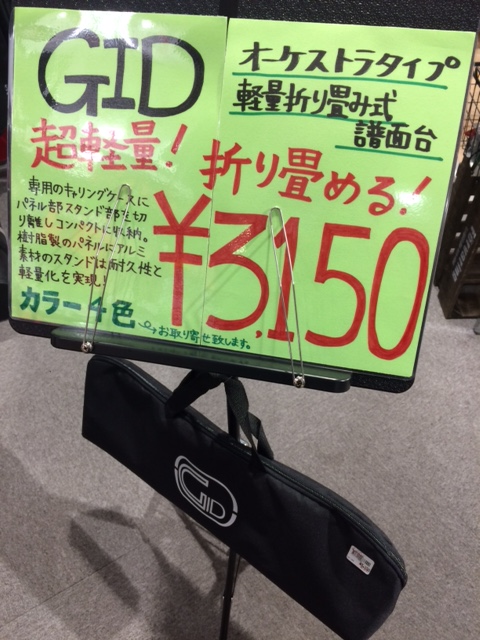 GID
超軽量!
専用のキャリングケースに
パネル部スタンド部を切
り離しコンパクトに収納。
樹脂製のパネルにアルミ
素材のスタンドは耐久性と
軽量化を実現!
カラー4色
お取り寄せ致します。
オーケストラタイプ
軽量折り畳み式
譜面台
折り畳める!
¥3,150
GID